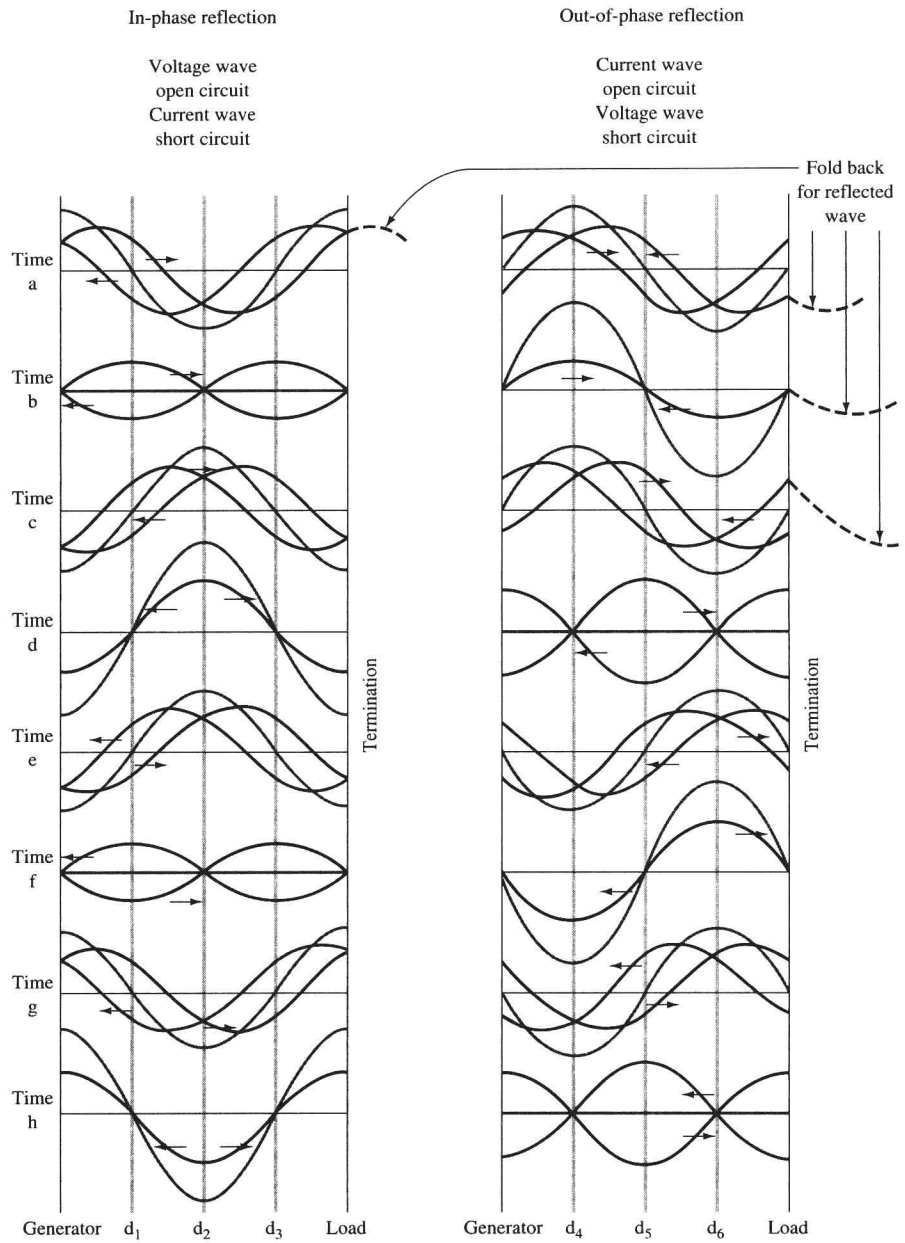 In-phase reflection
Voltage wave
open circuit
Current wave
short circuit
Out-of-phase reflection
Current wave
open circuit
Voltage wave
short circuit
Fold back
for reflected
wave
Time
a
Time
b
Time
c
Time
d
Time
e
Time
f
Time
g
Time
h
Termination
Termination
Generator d₁ d₂ d₃ Load
Generator d₄ d₅ d₆ Load